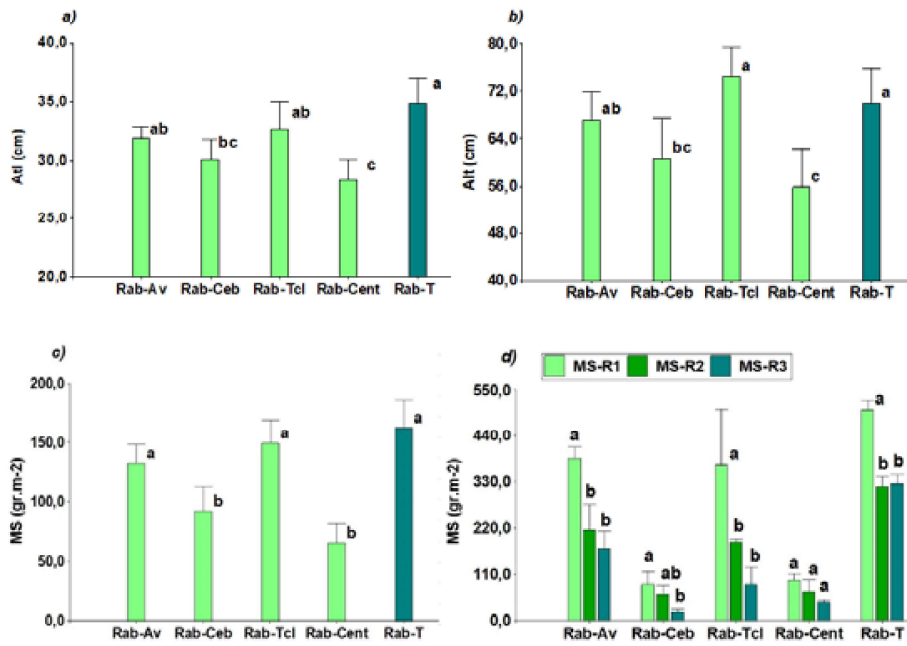 a)
40,0
35,0
30,0
25,0
20,0
Atl (cm)
ab
bc
ab
c
a
Rab-Av Rab-Ceb Rab-Tcl Rab-Cent Rab-T
b)
80,0
72,0
64,0
56,0
48,0
40,0
Alt (cm)
ab
bc
a
c
a
Rab-Av Rab-Ceb Rab-Tcl Rab-Cent Rab-T
c)
200,0
150,0
100,0
50,0
0,0
MS (gr.m-2)
a
b
a
b
a
Rab-Av Rab-Ceb Rab-Tcl Rab-Cent Rab-T
d)
MS-R1 MS-R2 MS-R3
550,0
440,0
330,0
220,0
110,0
0,0
MS (gr.m-2)
a b b
a ab b
a b b
a a a
a b b
Rab-Av Rab-Ceb Rab-Tcl Rab-Cent Rab-T